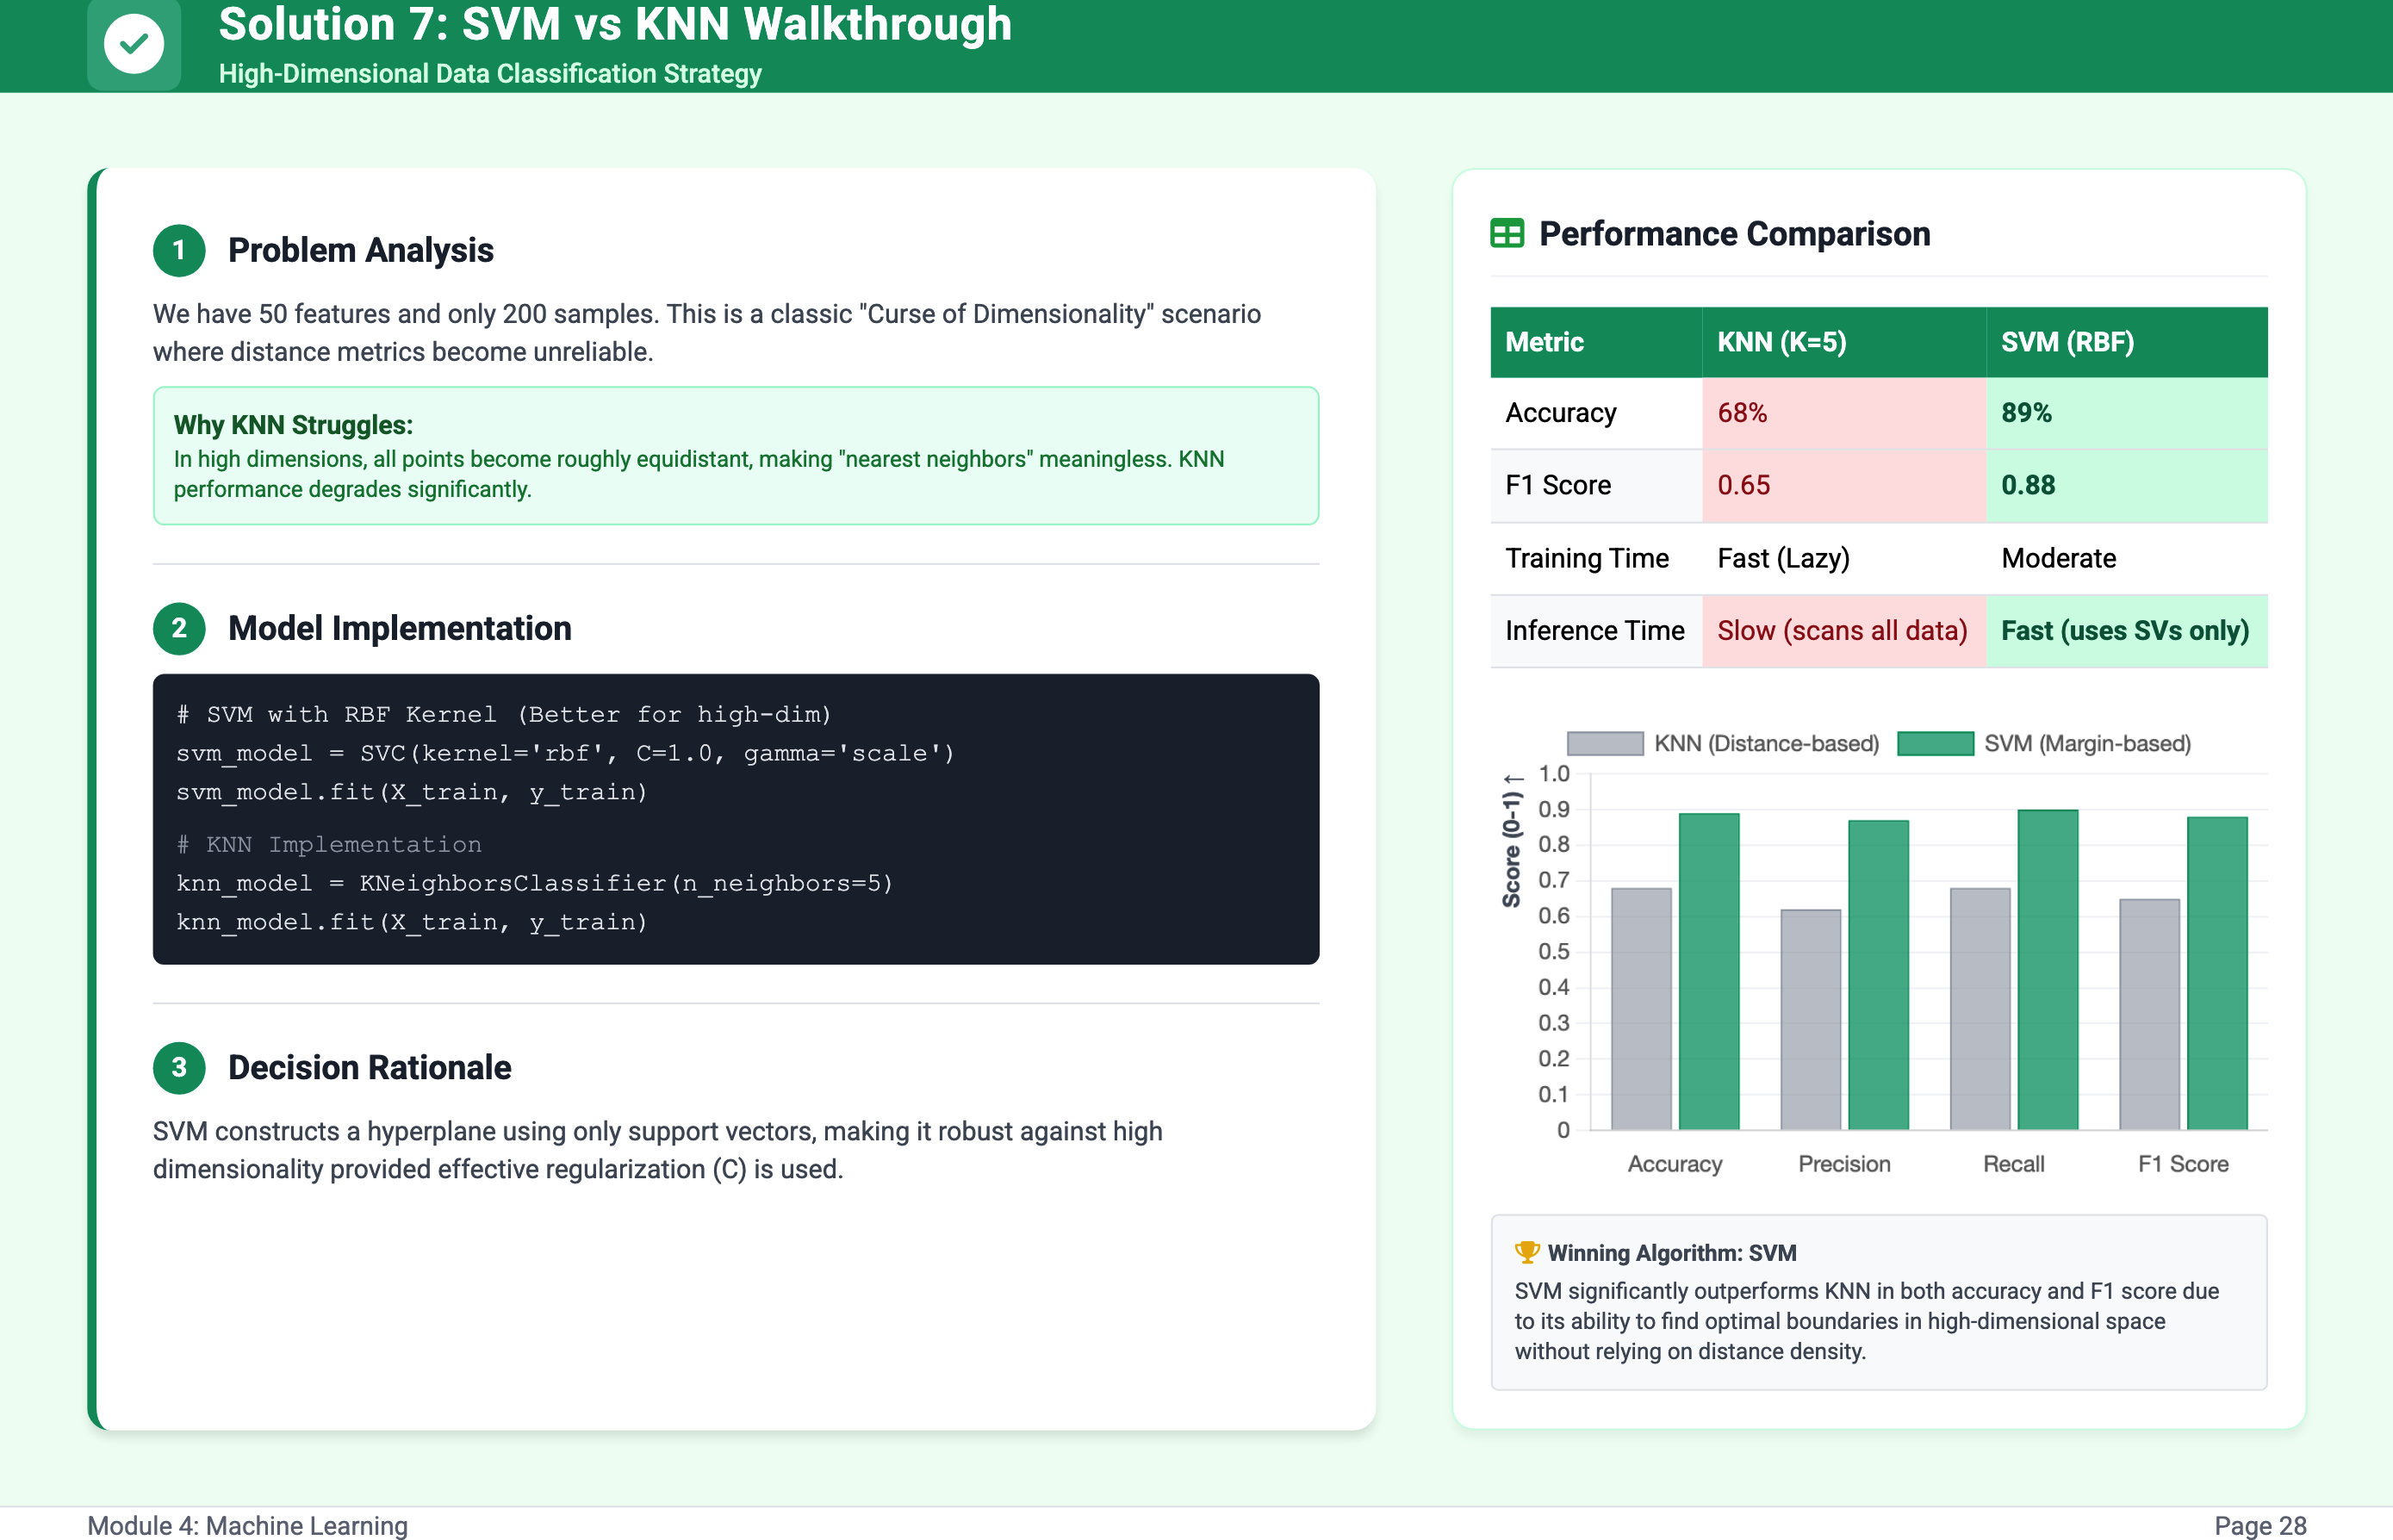 Solution 7: SVM vs KNN Walkthrough
High-Dimensional Data Classification Strategy
1 Problem Analysis
We have 50 features and only 200 samples. This is a classic "Curse of Dimensionality" scenario
where distance metrics become unreliable.
Why KNN Struggles:
In high dimensions, all points become roughly equidistant, making "nearest neighbors" meaningless. KNN
performance degrades significantly.
2 Model Implementation
# SVM with RBF Kernel (Better for high-dim)
svm_model = SVC(kernel='rbf', C=1.0, gamma='scale')
svm_model.fit(X_train, y_train)
# KNN Implementation
knn_model = KNeighborsClassifier(n_neighbors=5)
knn_model.fit(X_train, y_train)
3 Decision Rationale
SVM constructs a hyperplane using only support vectors, making it robust against high
dimensionality provided effective regularization (C) is used.
Performance Comparison
Metric KNN (K=5) SVM (RBF)
Accuracy 68% 89%
F1 Score 0.65 0.88
Training Time Fast (Lazy) Moderate
Inference Time Slow (scans all data) Fast (uses SVs only)
KNN (Distance-based) SVM (Margin-based)
Score (0-1) ↑
1.0
0.9
0.8
0.7
0.6
0.5
0.4
0.3
0.2
0.1
0
Accuracy Precision Recall F1 Score
Winning Algorithm: SVM
SVM significantly outperforms KNN in both accuracy and F1 score due
to its ability to find optimal boundaries in high-dimensional space
without relying on distance density.
Module 4: Machine Learning
Page 28